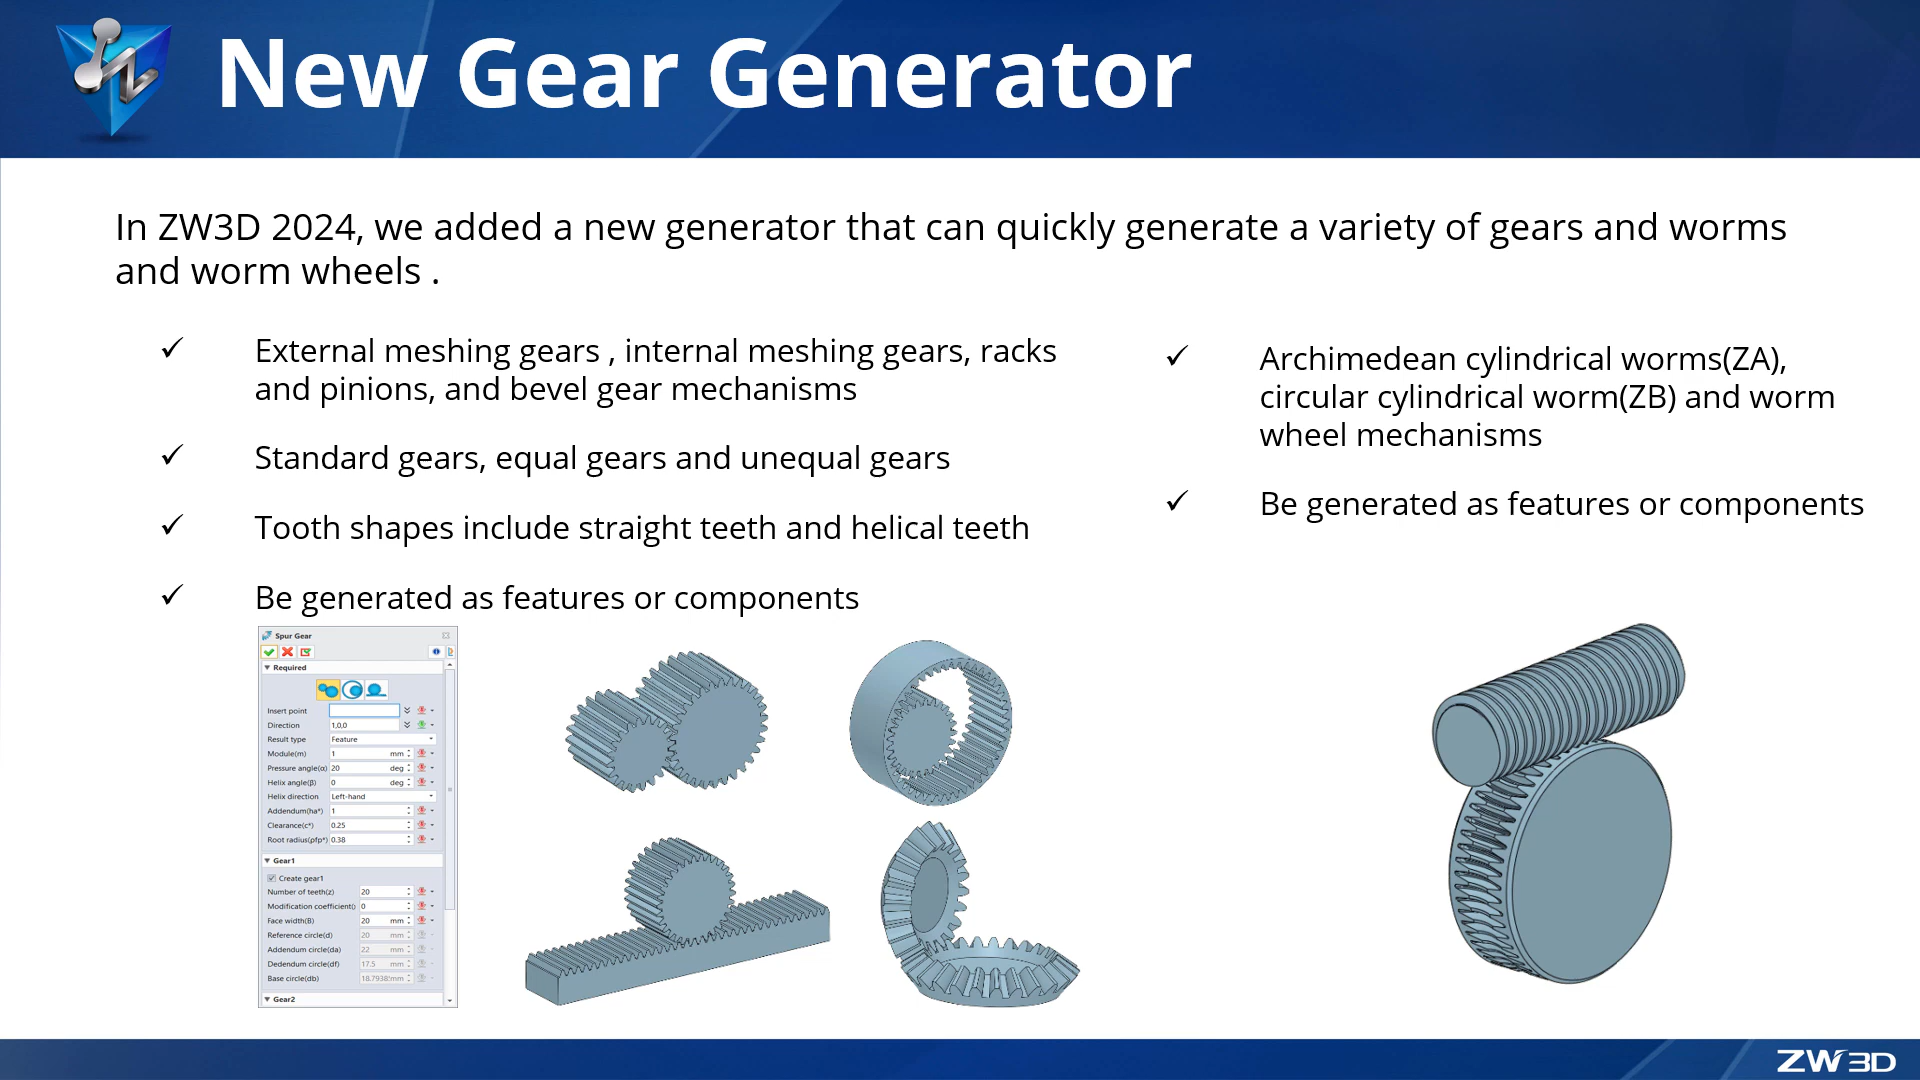 New Gear Generator
In ZW3D 2024, we added a new generator that can quickly generate a variety of gears and worms
and worm wheels .
✓ External meshing gears , internal meshing gears, racks
and pinions, and bevel gear mechanisms
✓ Standard gears, equal gears and unequal gears
✓ Tooth shapes include straight teeth and helical teeth
✓ Be generated as features or components
✓ Archimedean cylindrical worms(ZA),
circular cylindrical worm(ZB) and worm
wheel mechanisms
✓ Be generated as features or components
Spur Gear
Required
Insert point
Direction 1,0,0
Result type Feature
Module(m) 1 mm
Pressure angle(α) 20 deg
Helix angle(β) 0 deg
Helix direction Left-hand
Addendum(ha*) 1
Clearance(c*) 0.25
Root radius(ρfp*) 0.38
Gear1
Create gear1
Number of teeth(z) 20
Modification coefficient( 0
Face width(B) 20 mm
Reference circle(d) 20 mm
Addendum circle(da) 22 mm
Dedendum circle(df) 17.5 mm
Base circle(db) mm
Gear2
ZW3D